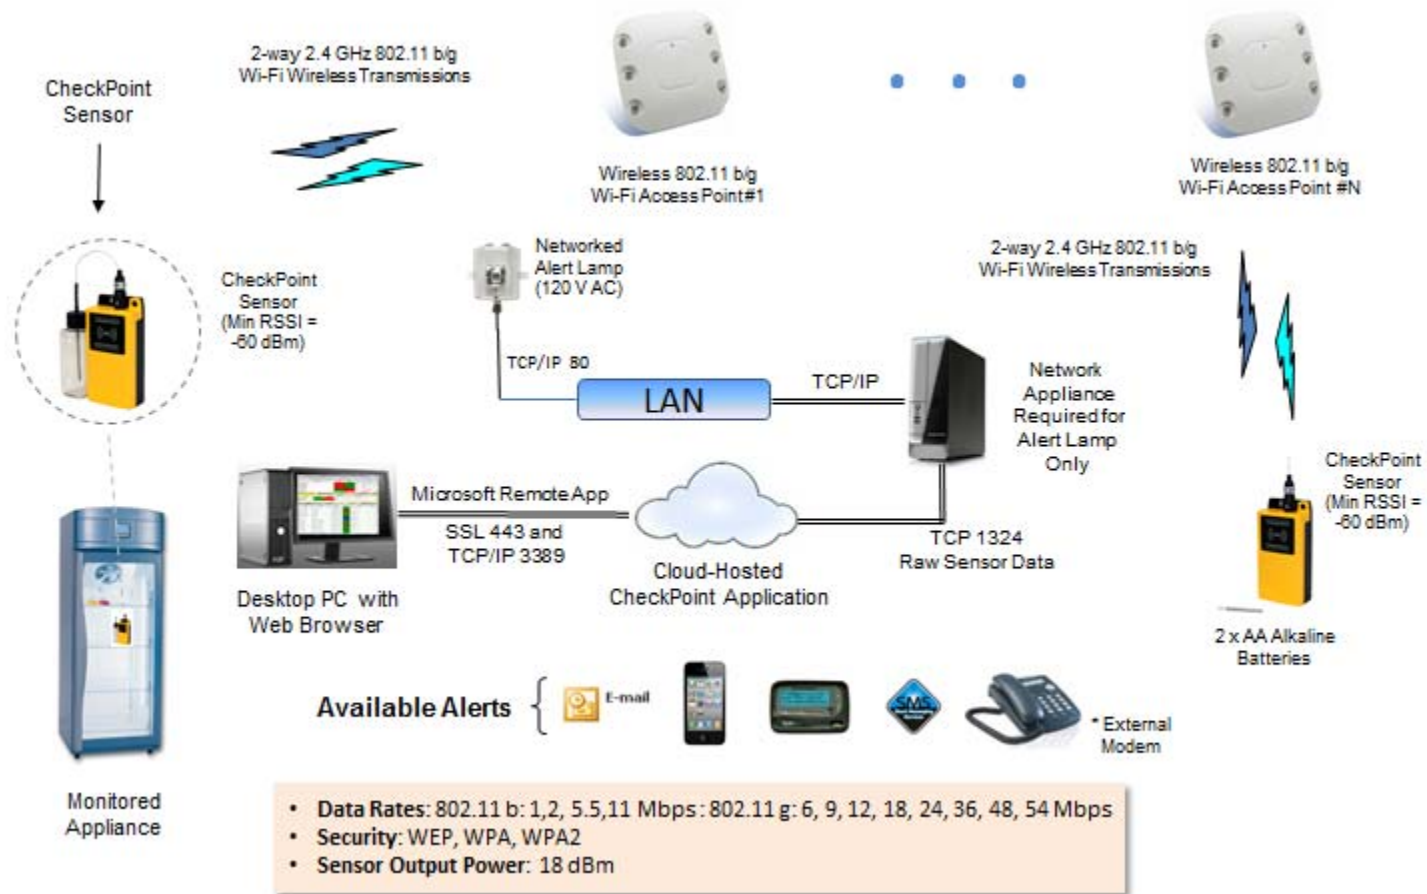 2-way 2.4 GHz 802.11 b/g
Wi-Fi Wireless Transmissions
CheckPoint
Sensor
Wireless 802.11 b/g
Wi-Fi Access Point#1
Wireless 802.11 b/g
Wi-Fi Access Point #N
Networked
Alert Lamp
(120 V AC)
2-way 2.4 GHz 802.11 b/g
Wi-Fi Wireless Transmissions
CheckPoint
Sensor
(Min RSSI =
-60 dBm)
TCP/IP 80
LAN
TCP/IP
Network
Appliance
Required for
Alert Lamp
Only
Microsoft Remote App
SSL 443 and
TCP/IP 3389
Cloud-Hosted
CheckPoint Application
TCP 1324
Raw Sensor Data
CheckPoint
Sensor
(Min RSSI =
-60 dBm)
Desktop PC with
Web Browser
2 x AA Alkaline
Batteries
Available Alerts
E-mail
SMS
* External
Modem
Monitored
Appliance
• Data Rates: 802.11 b: 1,2, 5.5,11 Mbps : 802.11 g: 6, 9, 12, 18, 24, 36, 48, 54 Mbps
• Security: WEP, WPA, WPA2
• Sensor Output Power: 18 dBm